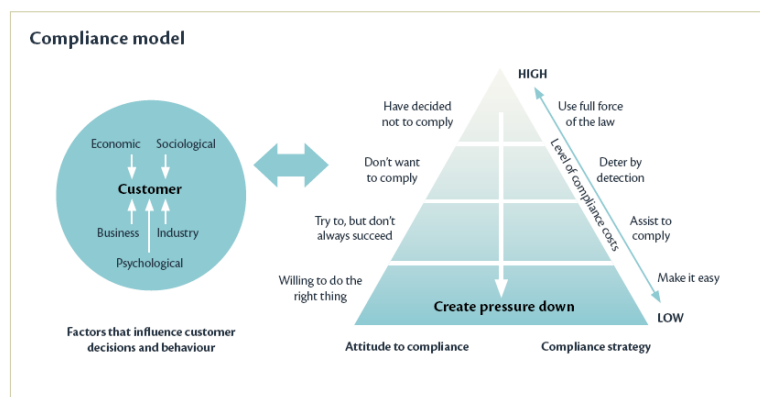 Compliance model
Economic
Sociological
Customer
Business
Industry
Psychological
Factors that influence customer
decisions and behaviour
HIGH
Have decided
not to comply
Use full force
of the law
Don't want
to comply
Deter by
detection
Level of compliance costs
Try to, but don't
always succeed
Assist to
comply
Willing to do the
right thing
Make it easy
Create pressure down
LOW
Attitude to compliance
Compliance strategy